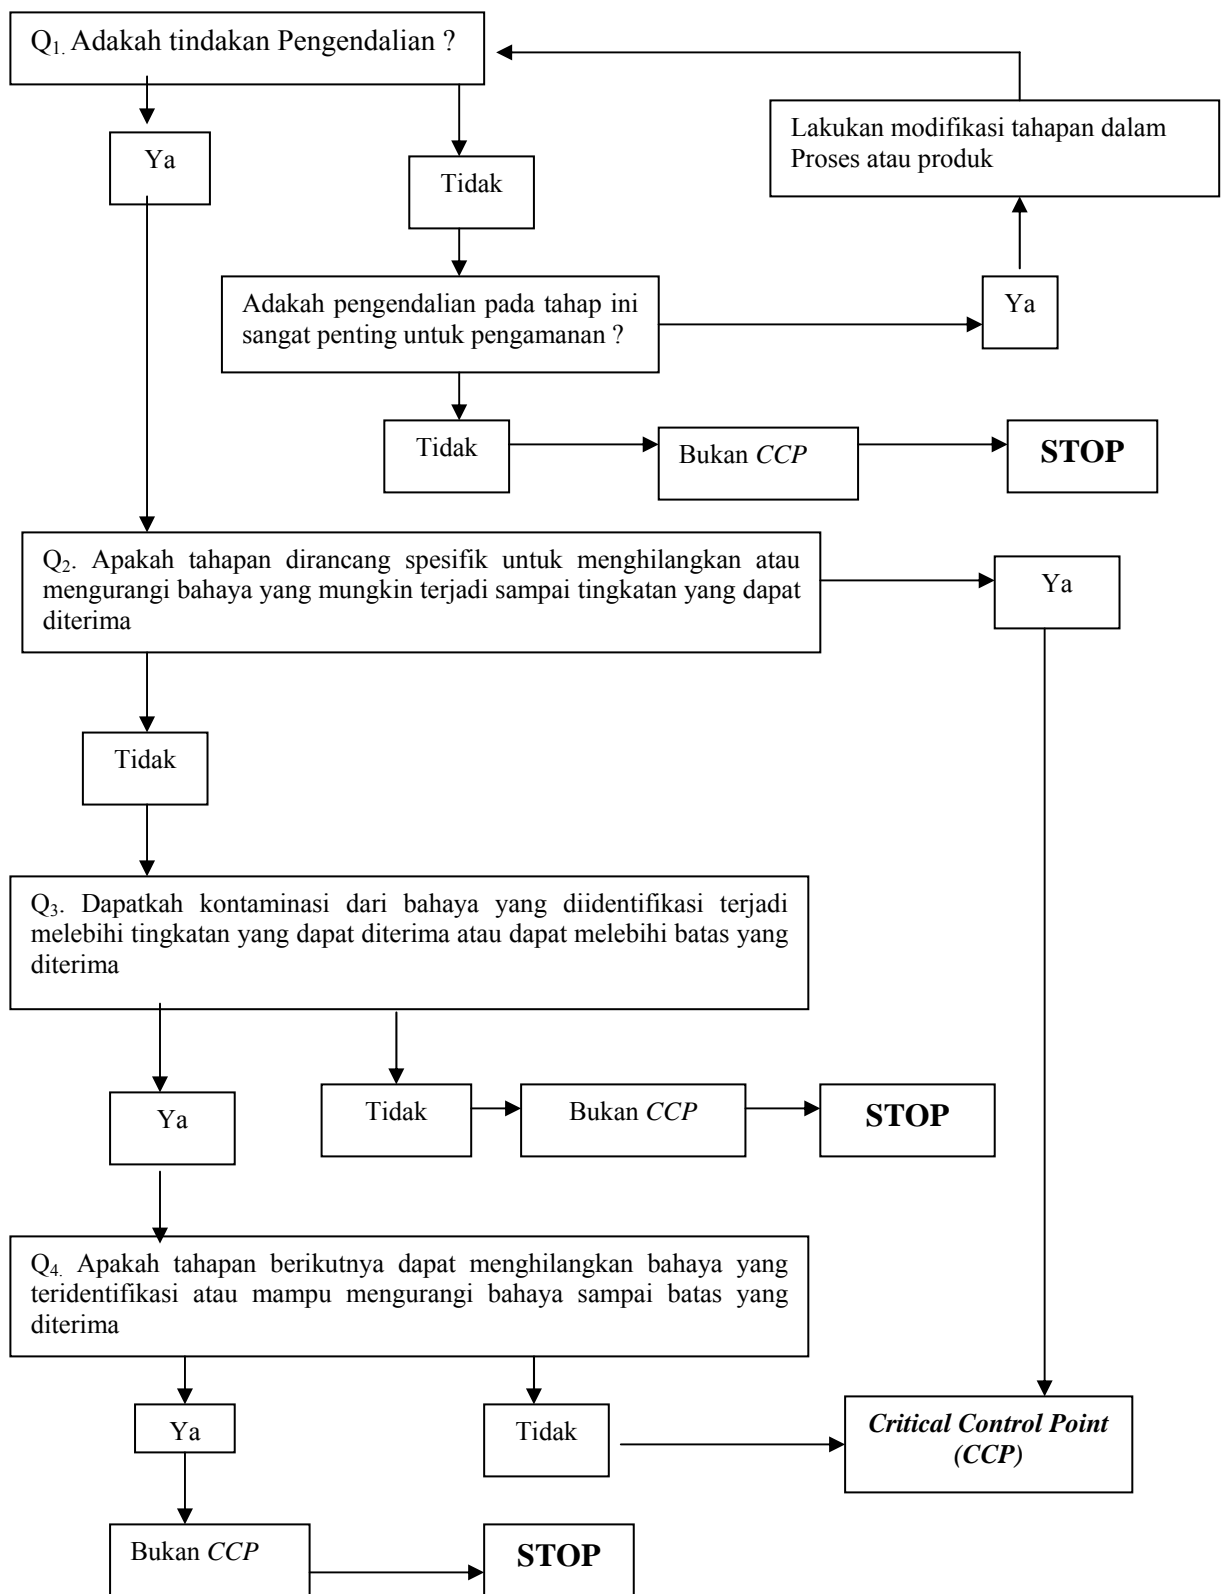 Q1. Adakah tindakan Pengendalian ?
Lakukan modifikasi tahapan dalam
Proses atau produk
Ya
Tidak
Adakah pengendalian pada tahap ini
sangat penting untuk pengamanan ?
Ya
Tidak
Bukan CCP
STOP
Q2. Apakah tahapan dirancang spesifik untuk menghilangkan atau
mengurangi bahaya yang mungkin terjadi sampai tingkatan yang dapat
diterima
Ya
Tidak
Q3. Dapatkah kontaminasi dari bahaya yang diidentifikasi terjadi
melebihi tingkatan yang dapat diterima atau dapat melebihi batas yang
diterima
Ya
Tidak
Bukan CCP
STOP
Q4. Apakah tahapan berikutnya dapat menghilangkan bahaya yang
teridentifikasi atau mampu mengurangi bahaya sampai batas yang
diterima
Ya
Tidak
Critical Control Point
(CCP)
Bukan CCP
STOP